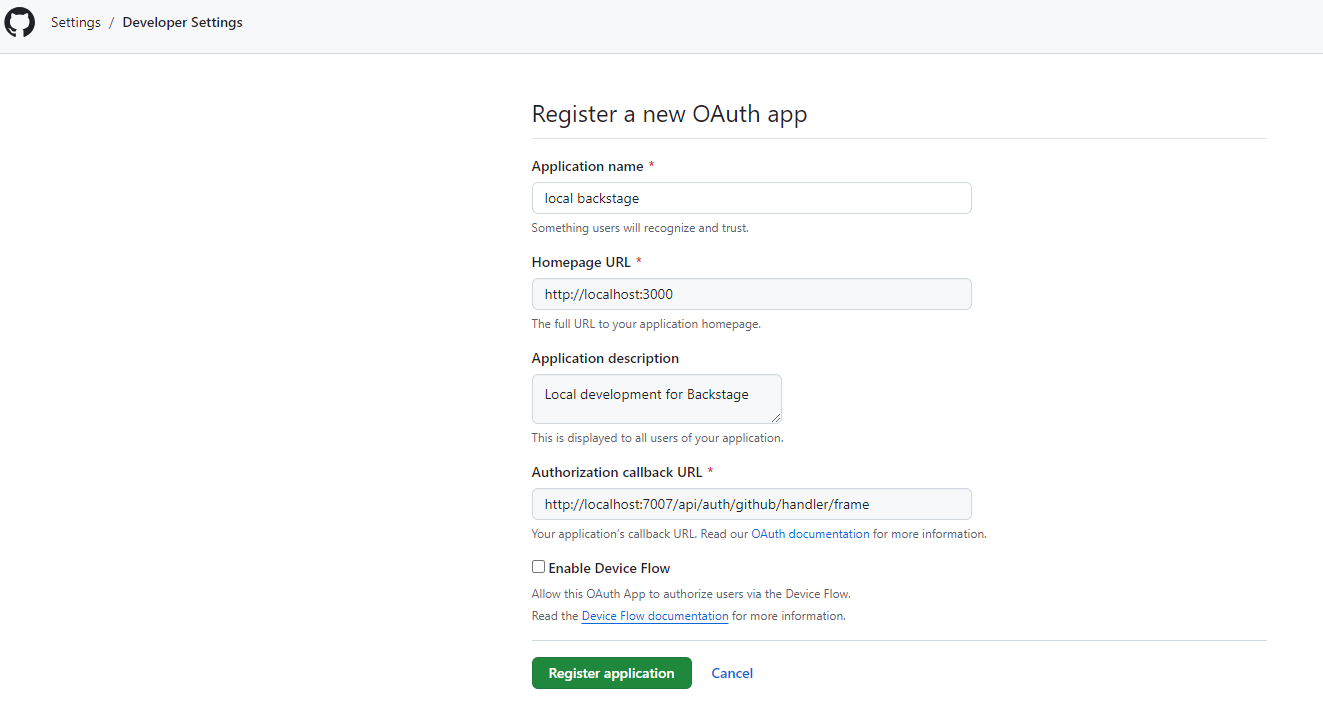 Settings / Developer Settings
Register a new OAuth app
Application name *
local backstage
Something users will recognize and trust.
Homepage URL *
http://localhost:3000
The full URL to your application homepage.
Application description
Local development for Backstage
This is displayed to all users of your application.
Authorization callback URL *
http://localhost:7007/api/auth/github/handler/frame
Your application's callback URL. Read our OAuth documentation for more information.
Enable Device Flow
Allow this OAuth App to authorize users via the Device Flow.
Read the Device Flow documentation for more information.
Register application Cancel